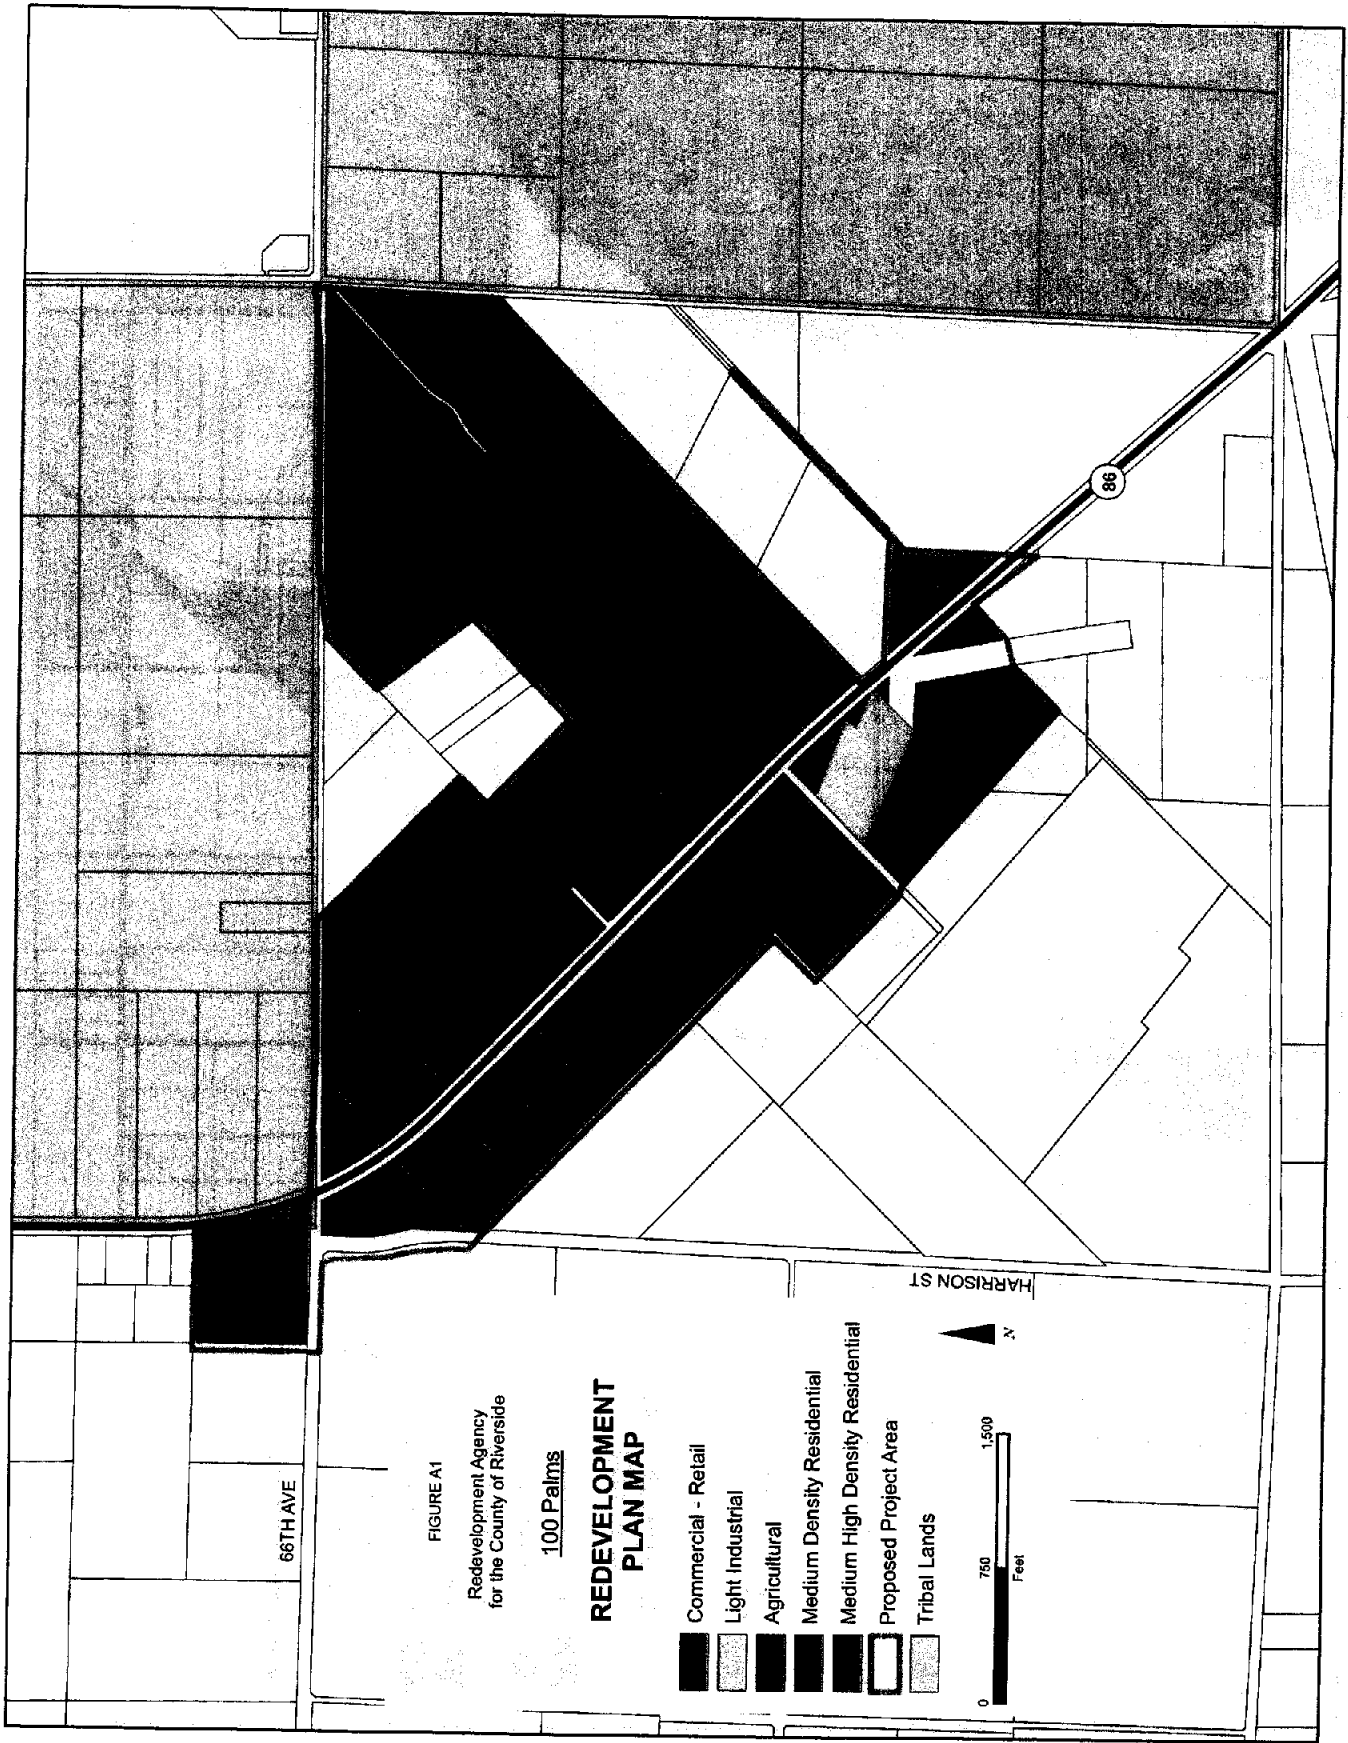 66TH AVE
FIGURE A1
Redevelopment Agency
for the County of Riverside
100 Palms
REDEVELOPMENT
PLAN MAP
Commercial - Retail
Light Industrial
Agricultural
Medium Density Residential
Medium High Density Residential
Proposed Project Area
Tribal Lands
0 750 1,500
Feet
N
HARRISON ST
86